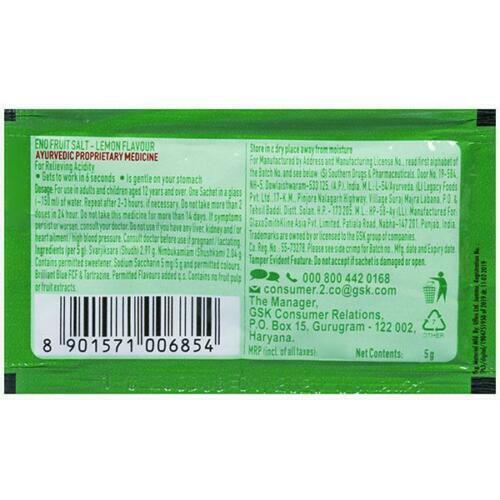 ENO FRUIT SALT - LEMON FLAVOUR
AYURVEDIC PROPRIETARY MEDICINE
For Relieving Acidity
• Gets to work in 6 seconds • Is gentle on your stomach
Dosage: For use in adults and children aged 12 years and over. One Sachet in a glass
(~150 ml) of water. Repeat after 2-3 hours, if necessary. Do not take more than 2
doses in 24 hour. Do not take this medicine for more than 14 days. If symptoms
persist or worsen, consult your doctor. Do not use if you have any liver, kidney and / or
heart ailment / high blood pressure. Consult doctor before use if pregnant / lactating.
Ingredients (per 5 g): Svarjiksara (Shudh) 2.97 g, Nimbukamlam (Shushkam) 2.04 g
Contains permitted sweetener, Sodium Saccharin 5 mg and permitted colours,
Brilliant Blue FCF & Tartrazine. Permitted Flavours added q.s. Contains no fruit pulp
or fruit extracts.
8 901571 006854
Store in a dry place away from moisture
For Manufactured by Address and Manufacturing License No., read first alphabet of
the Batch No. and see below. (G) Southern Drugs & Pharmaceuticals, Door No. 19-584,
NH-5, Dowlaishwaram-533 125, (A.P.), India. M.L.: L-54/Ayurveda. (L) Legacy Foods
Pvt. Ltd. 17-K.M., Pinjore Nalagarh Highway, Village Suraj Majra Labana, P.O. &
Tehsil Baddi, Distt. Solan, H.P. - 173 205. M.L.: HP-58-Ay
GlaxoSmithKline Asia Pvt. Limited, Patiala Road, Nabha-147 201, Punjab, India.
Trademarks are owned by or licensed to the GSK group of companies.
Co. Reg. No. : 55-73278. Please see side crimp for Batch No., Mfg. Date and Expiry date.
Tamper Evident Feature: Do not accept if sachet is damaged or open.
000 800 442 0168
consumer.2.co@gsk.com
The Manager,
GSK Consumer Relations,
P.O. Box 15, Gurugram - 122 002,
Haryana.
MRP (incl. of all taxes): Net Contents: 5 g
7
OTHER